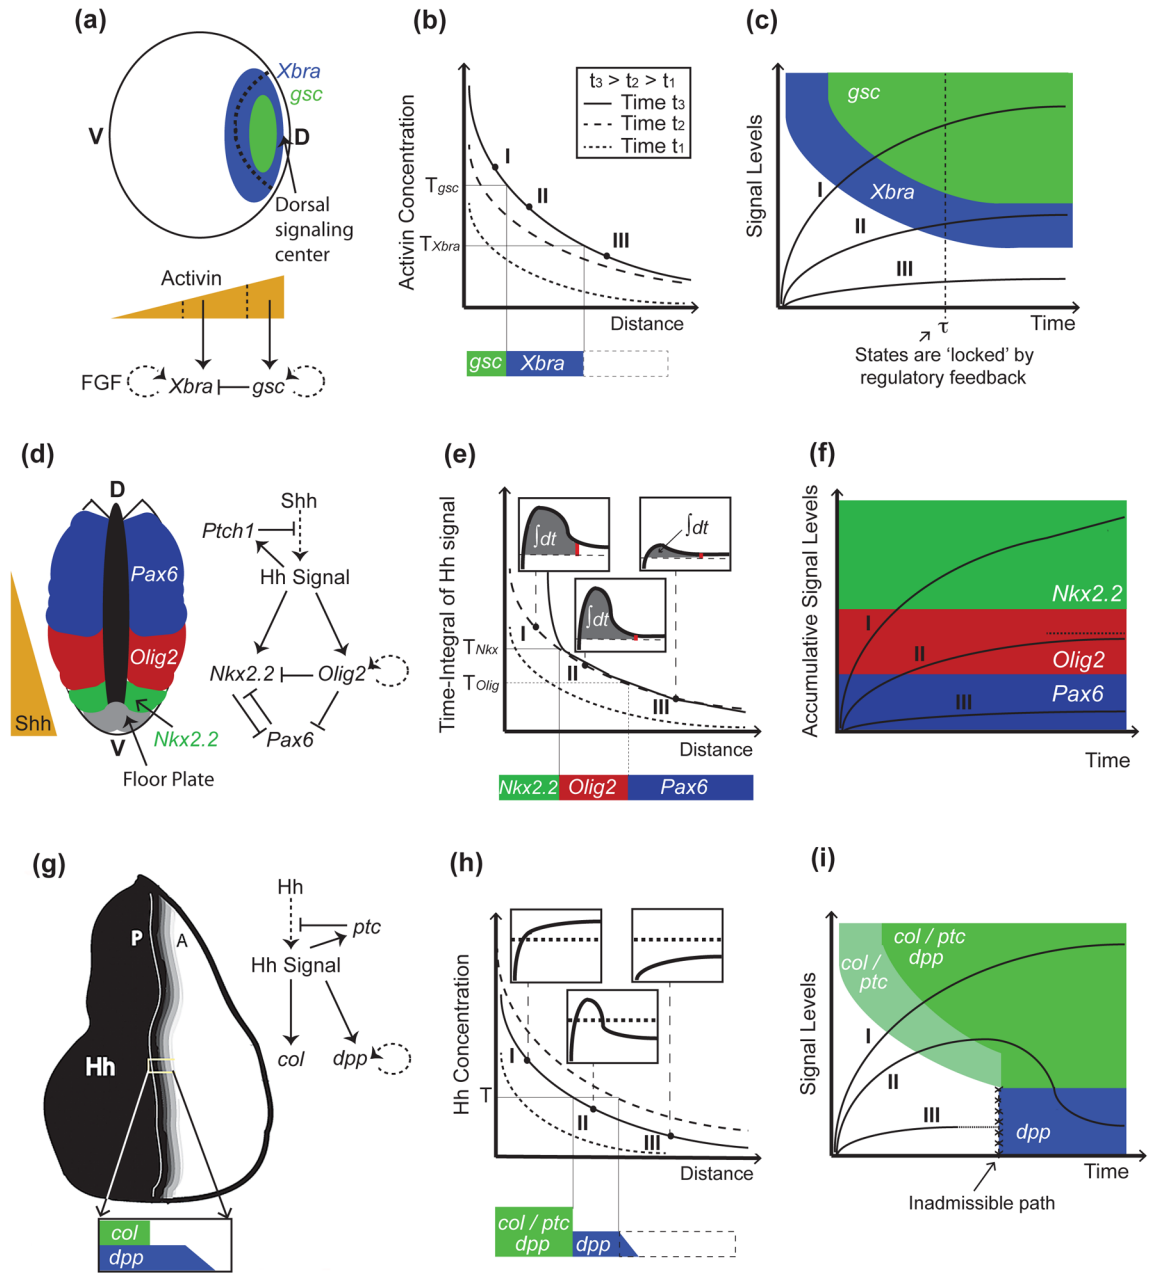 (a)
Xbra
gsc
V
D
Dorsal
signaling
center
Activin
FGF
Xbra
gsc
(b)
Activin Concentration
t3 > t2 > t1
Time t3
Time t2
Time t1
I
II
III
Tgsc
TXbra
Distance
gsc
Xbra
(c)
Signal Levels
gsc
Xbra
I
II
III
τ
Time
States are ‘locked’ by
regulatory feedback
(d)
D
Pax6
Olig2
Shh
V
Nkx2.2
Floor Plate
Shh
Ptch1
Hh Signal
Nkx2.2
Olig2
Pax6
(e)
Time-Integral of Hh signal
∫dt
∫dt
∫dt
I
II
III
TNkx
TOlig
Distance
Nkx2.2
Olig2
Pax6
(f)
Accumulative Signal Levels
Nkx2.2
I
II
Olig2
III
Pax6
Time
(g)
P
A
Hh
col
dpp
Hh
ptc
Hh Signal
col
dpp
(h)
Hh Concentration
I
T
II
III
Distance
col / ptc
dpp
dpp
(i)
Signal Levels
col / ptc
dpp
col /
ptc
I
II
III
dpp
Time
Inadmissible path